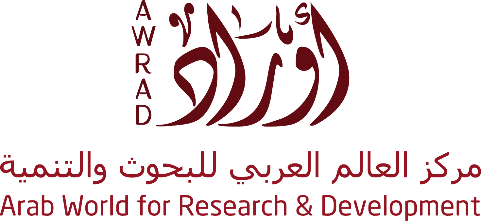 AWRAD
أوراد
مركز العالم العربي للبحوث والتنمية
Arab World for Research & Development